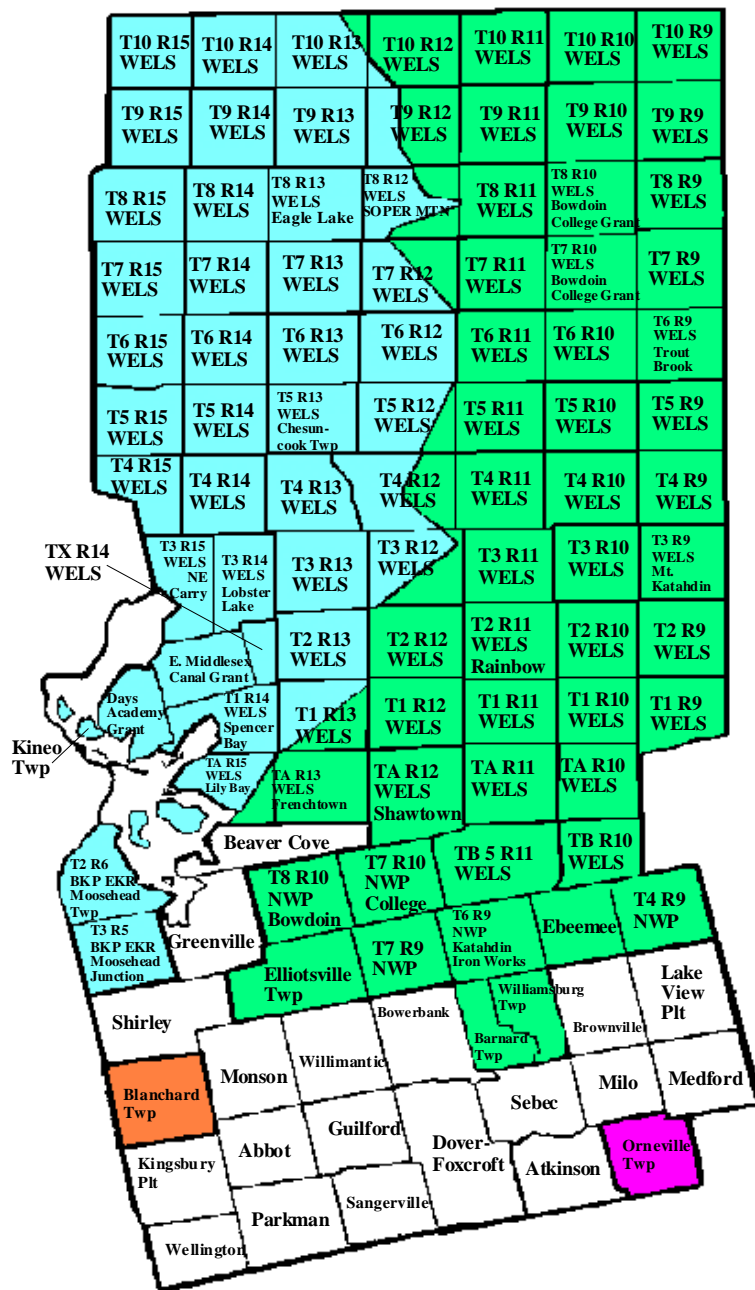 T10 R15
WELS
T10 R14
WELS
T10 R13
WELS
T10 R12
WELS
T10 R11
WELS
T10 R10
WELS
T10 R9
WELS
T9 R15
WELS
T9 R14
WELS
T9 R13
WELS
T9 R12
WELS
T9 R11
WELS
T9 R10
WELS
T9 R9
WELS
T8 R15
WELS
T8 R14
WELS
T8 R13
WELS
Eagle Lake
T8 R12
WELS
SOPER MTN
T8 R11
WELS
T8 R10
WELS
Bowdoin
College Grant
T8 R9
WELS
T7 R15
WELS
T7 R14
WELS
T7 R13
WELS
T7 R12
WELS
T7 R11
WELS
T7 R10
WELS
Bowdoin
College Grant
T7 R9
WELS
T6 R15
WELS
T6 R14
WELS
T6 R13
WELS
T6 R12
WELS
T6 R11
WELS
T6 R10
WELS
T6 R9
WELS
Trout
Brook
T5 R15
WELS
T5 R14
WELS
T5 R13
WELS
Chesun-
cook Twp
T5 R12
WELS
T5 R11
WELS
T5 R10
WELS
T5 R9
WELS
T4 R15
WELS
T4 R14
WELS
T4 R13
WELS
T4 R12
WELS
T4 R11
WELS
T4 R10
WELS
T4 R9
WELS
TX R14
WELS
T3 R15
WELS
NE
Carry
T3 R14
WELS
Lobster
Lake
T3 R13
WELS
T3 R12
WELS
T3 R11
WELS
T3 R10
WELS
T3 R9
WELS
Mt.
Katahdin
E. Middlesex
Canal Grant
T2 R13
WELS
T2 R12
WELS
T2 R11
WELS
Rainbow
T2 R10
WELS
T2 R9
WELS
Days
Academy
Grant
Kineo
Twp
T1 R14
WELS
Spencer
Bay
T1 R13
WELS
T1 R12
WELS
T1 R11
WELS
T1 R10
WELS
T1 R9
WELS
TA R15
WELS
Lily Bay
TA R13
WELS
Frenchtown
TA R12
WELS
Shawtown
TA R11
WELS
TA R10
WELS
Beaver Cove
T2 R6
BKP EKR
Moosehead
Twp
T8 R10
NWP
Bowdoin
T7 R10
NWP
College
TB 5 R11
WELS
TB R10
WELS
T3 R5
BKP EKR
Moosehead
Junction
Greenville
Elliotsville
Twp
T7 R9
NWP
T6 R9
NWP
Katahdin
Iron Works
Ebeemee
T4 R9
NWP
Shirley
Bowerbank
Williamsburg
Twp
Barnard
Twp
Brownville
Lake
View
Plt
Blanchard
Twp
Monson
Willimantic
Sebec
Milo
Medford
Kingsbury
Plt
Abbot
Guilford
Dover-
Foxcroft
Atkinson
Orneville
Twp
Wellington
Parkman
Sangerville